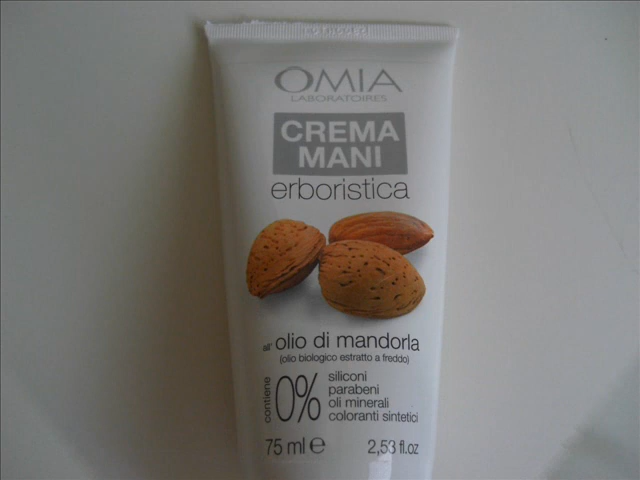 OMIA
LABORATOIRES
CREMA
MANI
erboristica
all' olio di mandorla
(olio biologico estratto a freddo)
contiene
0%
siliconi
parabeni
oli minerali
coloranti sintetici
75 ml e 2,53 fl.oz